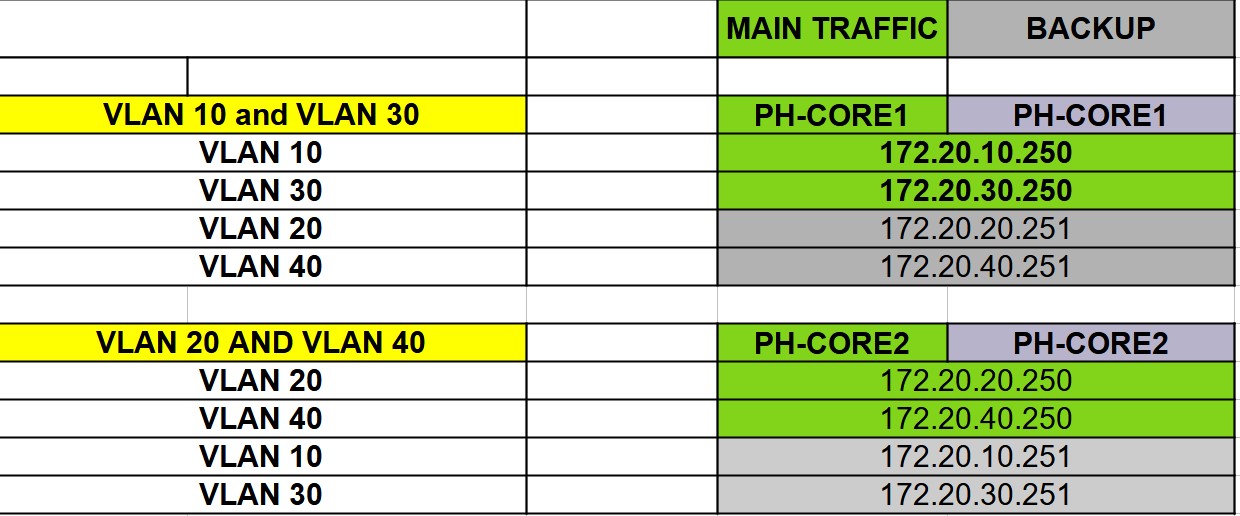 MAIN TRAFFIC BACKUP
VLAN 10 and VLAN 30 PH-CORE1 PH-CORE1
VLAN 10 172.20.10.250
VLAN 30 172.20.30.250
VLAN 20 172.20.20.251
VLAN 40 172.20.40.251
VLAN 20 AND VLAN 40 PH-CORE2 PH-CORE2
VLAN 20 172.20.20.250
VLAN 40 172.20.40.250
VLAN 10 172.20.10.251
VLAN 30 172.20.30.251